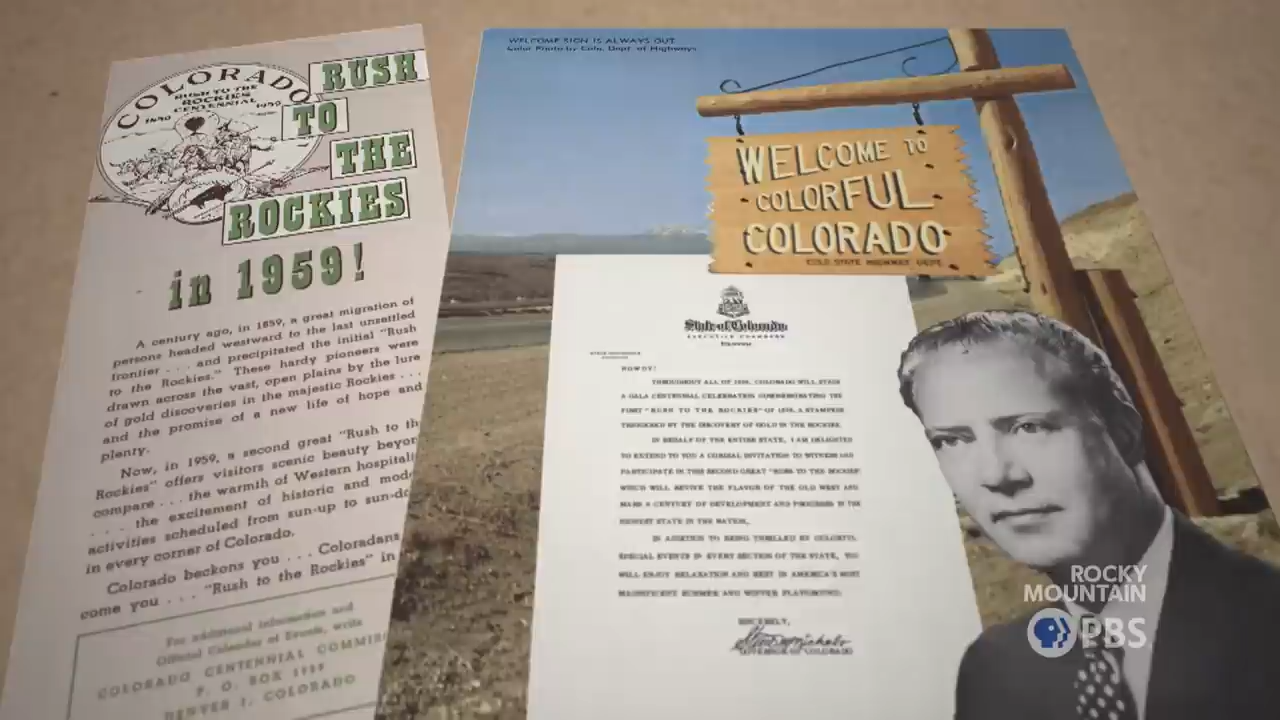 COLORADO
RUSH TO THE
ROCKIES
CENTENNIAL
1959
RUSH
TO
THE
ROCKIES
in 1959!
A century ago, in 1859, a great migration of
persons headed westward to the last unsettled
frontier . . . and precipitated the initial "Rush
to the Rockies." These hardy pioneers were
drawn across the vast, open plains by the lure
of gold discoveries in the majestic Rockies . . .
and the promise of a new life of hope and
plenty.
Now, in 1959, a second great "Rush to th
Rockies" offers visitors scenic beauty beyon
compare . . . the warmth of Western hospitali
. . . the excitement of historic and mod
activities scheduled from sun-up to sun-do
in every corner of Colorado.
Colorado beckons you . . . Coloradans
come you . . . "Rush to the Rockies" in
For additional information and
Official Calendar of Events, write
COLORADO CENTENNIAL COMMI
P. O. BOX 1959
DENVER 1, COLORADO
WELCOME SIGN IS ALWAYS OUT
Color Photo by Colo. Dept. of Highways
WELCOME TO
COLORFUL
COLORADO
COLO. STATE HIGHWAY DEPT.
State of Colorado
EXECUTIVE CHAMBERS
DENVER
HOWDY!
THROUGHOUT ALL OF 1959, COLORADO WILL STAGE
A GALA CENTENNIAL CELEBRATION COMMEMORATING THE
FIRST "RUSH TO THE ROCKIES" OF 1859, A STAMPEDE
TRIGGERED BY THE DISCOVERY OF GOLD IN THE ROCKIES.
IN BEHALF OF THE ENTIRE STATE, I AM DELIGHTED
TO EXTEND TO YOU A CORDIAL INVITATION TO WITNESS AND
PARTICIPATE IN THIS SECOND GREAT "RUSH TO THE ROCKIES"
WHICH WILL REVIVE THE FLAVOR OF THE OLD WEST AND
MARK A CENTURY OF DEVELOPMENT AND PROGRESS IN THE
HIGHEST STATE IN THE NATION.
IN ADDITION TO BEING THRILLED BY COLORFUL
SPECIAL EVENTS IN EVERY SECTION OF THE STATE, YOU
WILL ENJOY RELAXATION AND REST IN AMERICA'S MOST
MAGNIFICENT SUMMER AND WINTER PLAYGROUND.
SINCERELY,
GOVERNOR OF COLORADO
ROCKY
MOUNTAIN
PBS